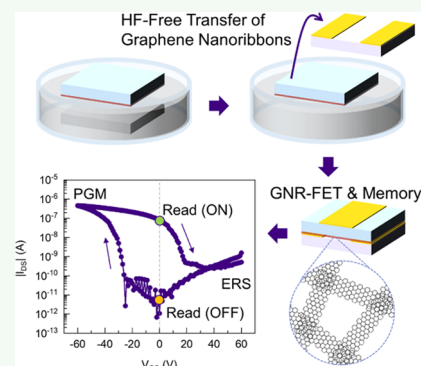 HF-Free Transfer of
Graphene Nanoribbons
GNR-FET & Memory
10⁻⁵
10⁻⁶
10⁻⁷
10⁻⁸
10⁻⁹
10⁻¹⁰
10⁻¹¹
10⁻¹²
10⁻¹³
|I_DS| (A)
PGM
Read (ON)
ERS
Read (OFF)
-60 -40 -20 0 20 40 60